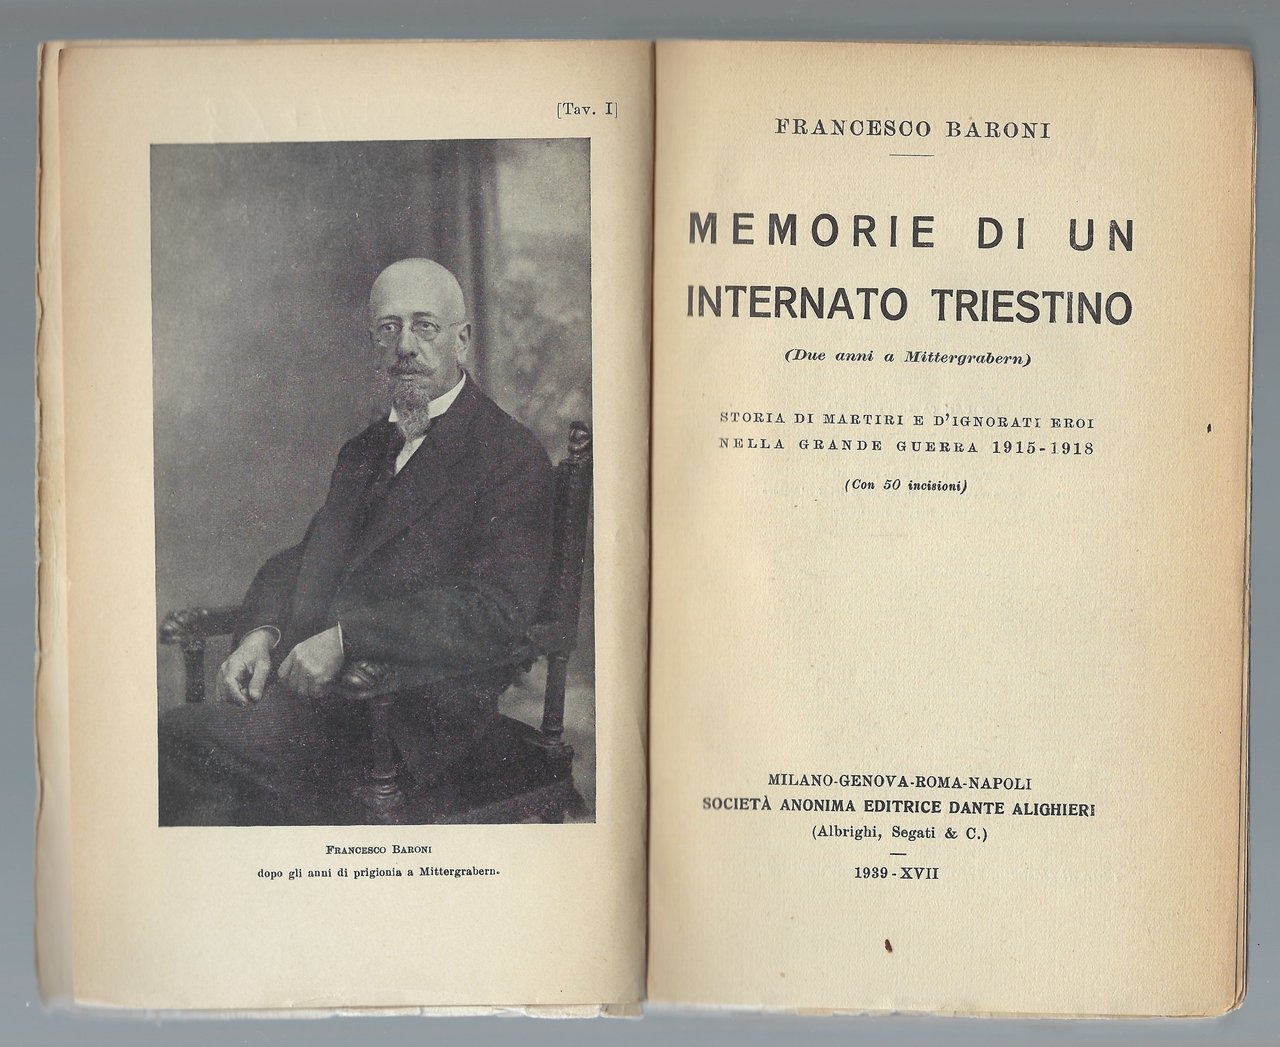 [Tav. I]
FRANCESCO BARONI
dopo gli anni di prigionia a Mittergrabern.
FRANCESCO BARONI
MEMORIE DI UN
INTERNATO TRIESTINO
(Due anni a Mittergrabern)
STORIA DI MARTIRI E D'IGNORATI EROI
NELLA GRANDE GUERRA 1915-1918
(Con 50 incisioni)
MILANO-GENOVA-ROMA-NAPOLI
SOCIETÀ ANONIMA EDITRICE DANTE ALIGHIERI
(Albrighi, Segati & C.)
1939-XVII